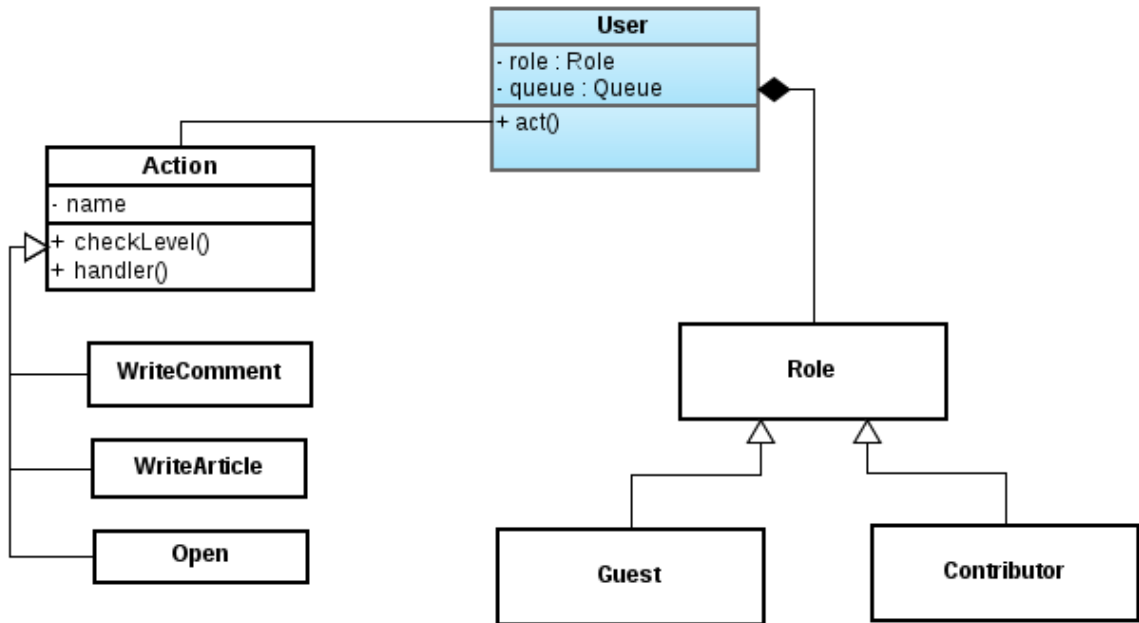 User
- role : Role
- queue : Queue
+ act()
Action
- name
+ checkLevel()
+ handler()
WriteComment
WriteArticle
Open
Role
Guest
Contributor